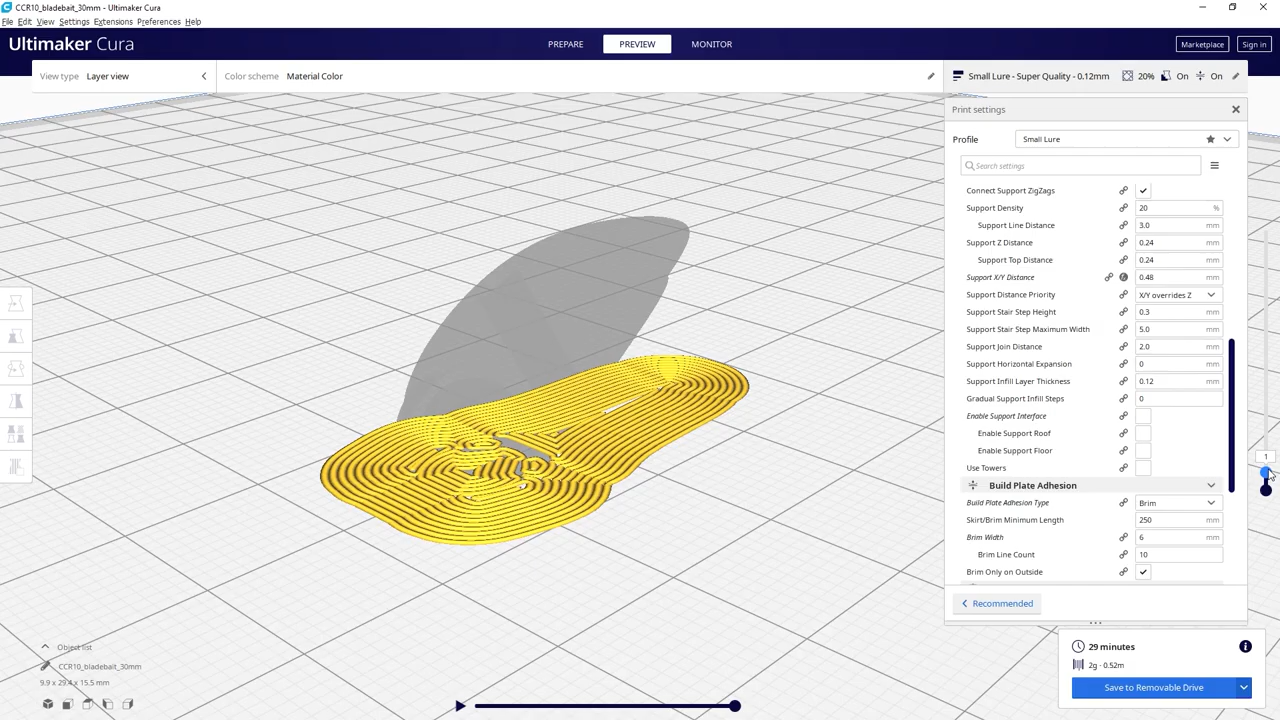 CCR10_bladebait_30mm - Ultimaker Cura
File Edit View Settings Extensions Preferences Help
Ultimaker Cura
PREPARE
PREVIEW
MONITOR
Marketplace
Sign in
View type Layer view
Color scheme Material Color
Small Lure - Super Quality - 0.12mm
20%
On
On
Print settings
Profile
Small Lure
Search settings
Connect Support ZigZags
Support Density 20 %
Support Line Distance 3.0 mm
Support Z Distance 0.24 mm
Support Top Distance 0.24 mm
Support X/Y Distance 0.48 mm
Support Distance Priority X/Y overrides Z
Support Stair Step Height 0.3 mm
Support Stair Step Maximum Width 5.0 mm
Support Join Distance 2.0 mm
Support Horizontal Expansion 0 mm
Support Infill Layer Thickness 0.12 mm
Gradual Support Infill Steps 0
Enable Support Interface
Enable Support Roof
Enable Support Floor
1
Use Towers
Build Plate Adhesion
Build Plate Adhesion Type Brim
Skirt/Brim Minimum Length 250 mm
Brim Width 6 mm
Brim Line Count 10
Brim Only on Outside
Recommended
Object list
CCR10_bladebait_30mm
9.9 x 29.4 x 15.5 mm
29 minutes
2g · 0.52m
Save to Removable Drive